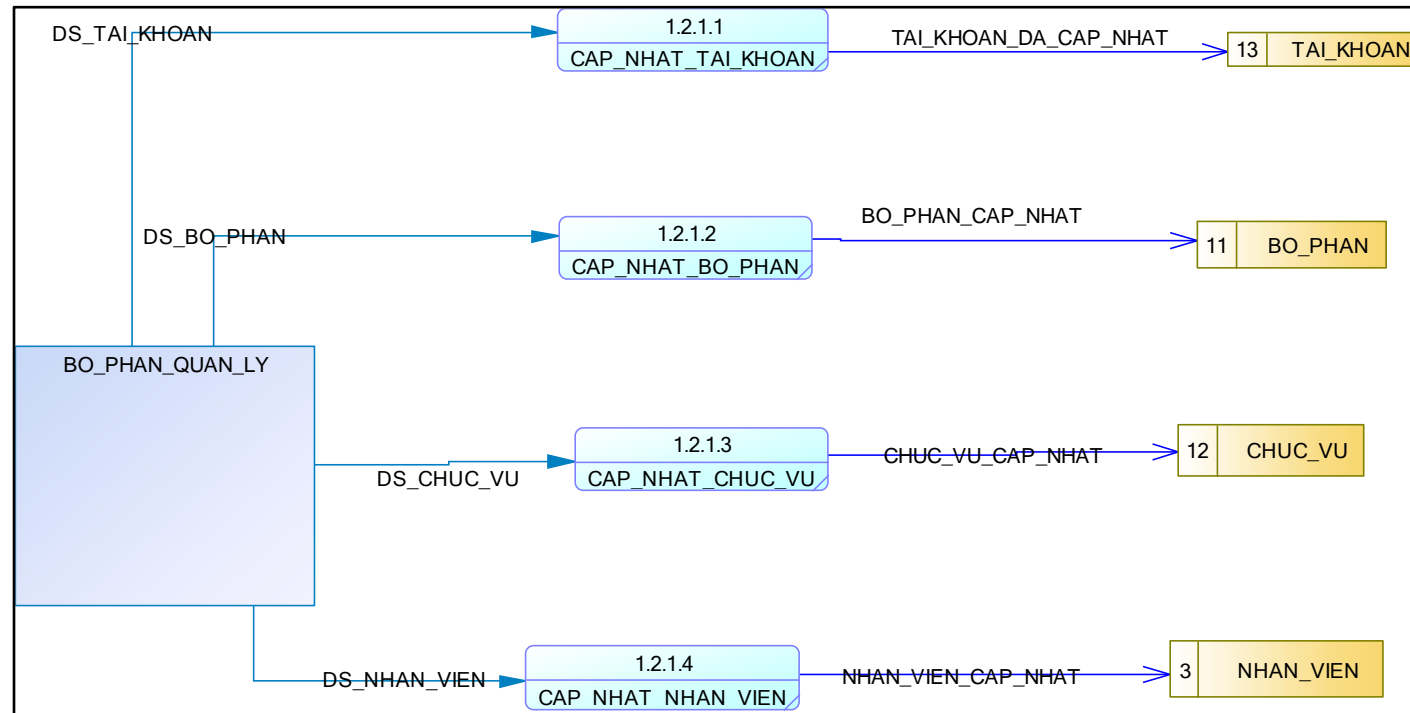 DS_TAI_KHOAN
1.2.1.1
CAP_NHAT_TAI_KHOAN
TAI_KHOAN_DA_CAP_NHAT
13 TAI_KHOAN
DS_BO_PHAN
1.2.1.2
CAP_NHAT_BO_PHAN
BO_PHAN_CAP_NHAT
11 BO_PHAN
BO_PHAN_QUAN_LY
DS_CHUC_VU
1.2.1.3
CAP_NHAT_CHUC_VU
CHUC_VU_CAP_NHAT
12 CHUC_VU
DS_NHAN_VIEN
1.2.1.4
CAP_NHAT_NHAN_VIEN
NHAN_VIEN_CAP_NHAT
3 NHAN_VIEN